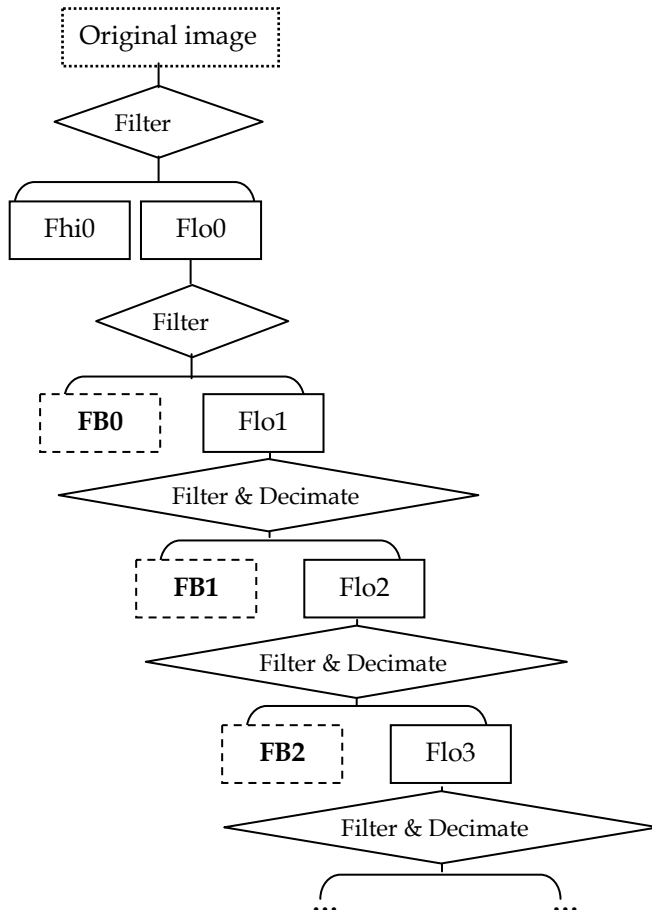 Original image
Filter
Fhi0 Flo0
Filter
FB0 Flo1
Filter & Decimate
FB1 Flo2
Filter & Decimate
FB2 Flo3
Filter & Decimate
... ...